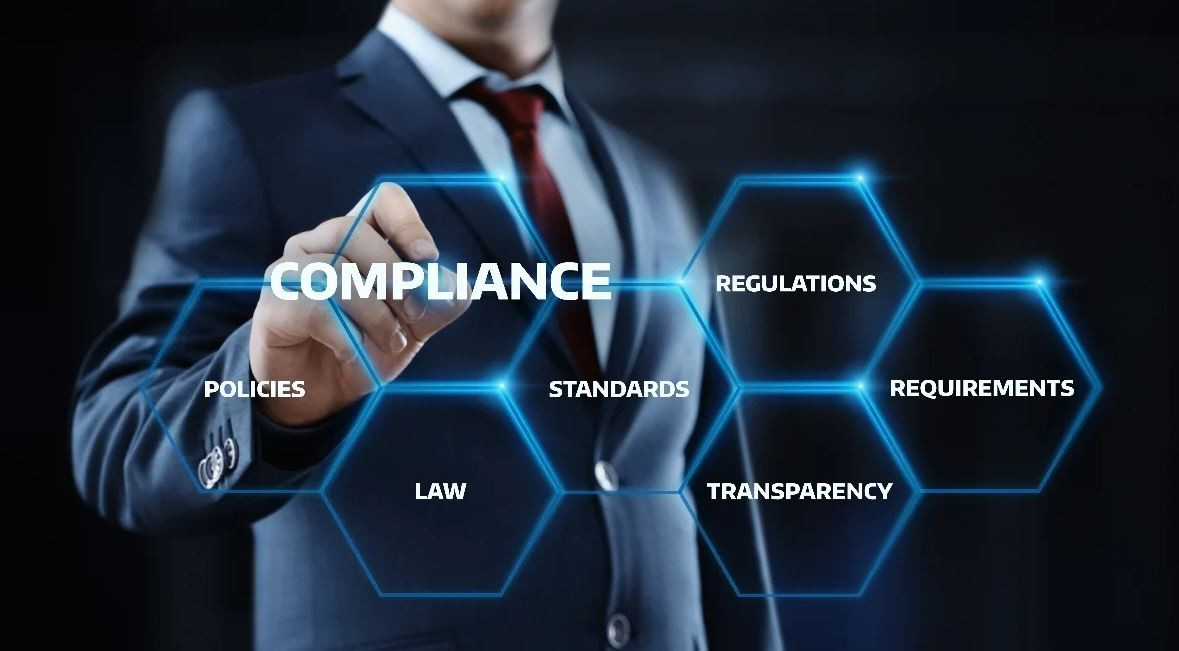 COMPLIANCE
REGULATIONS
POLICIES
STANDARDS
REQUIREMENTS
LAW
TRANSPARENCY